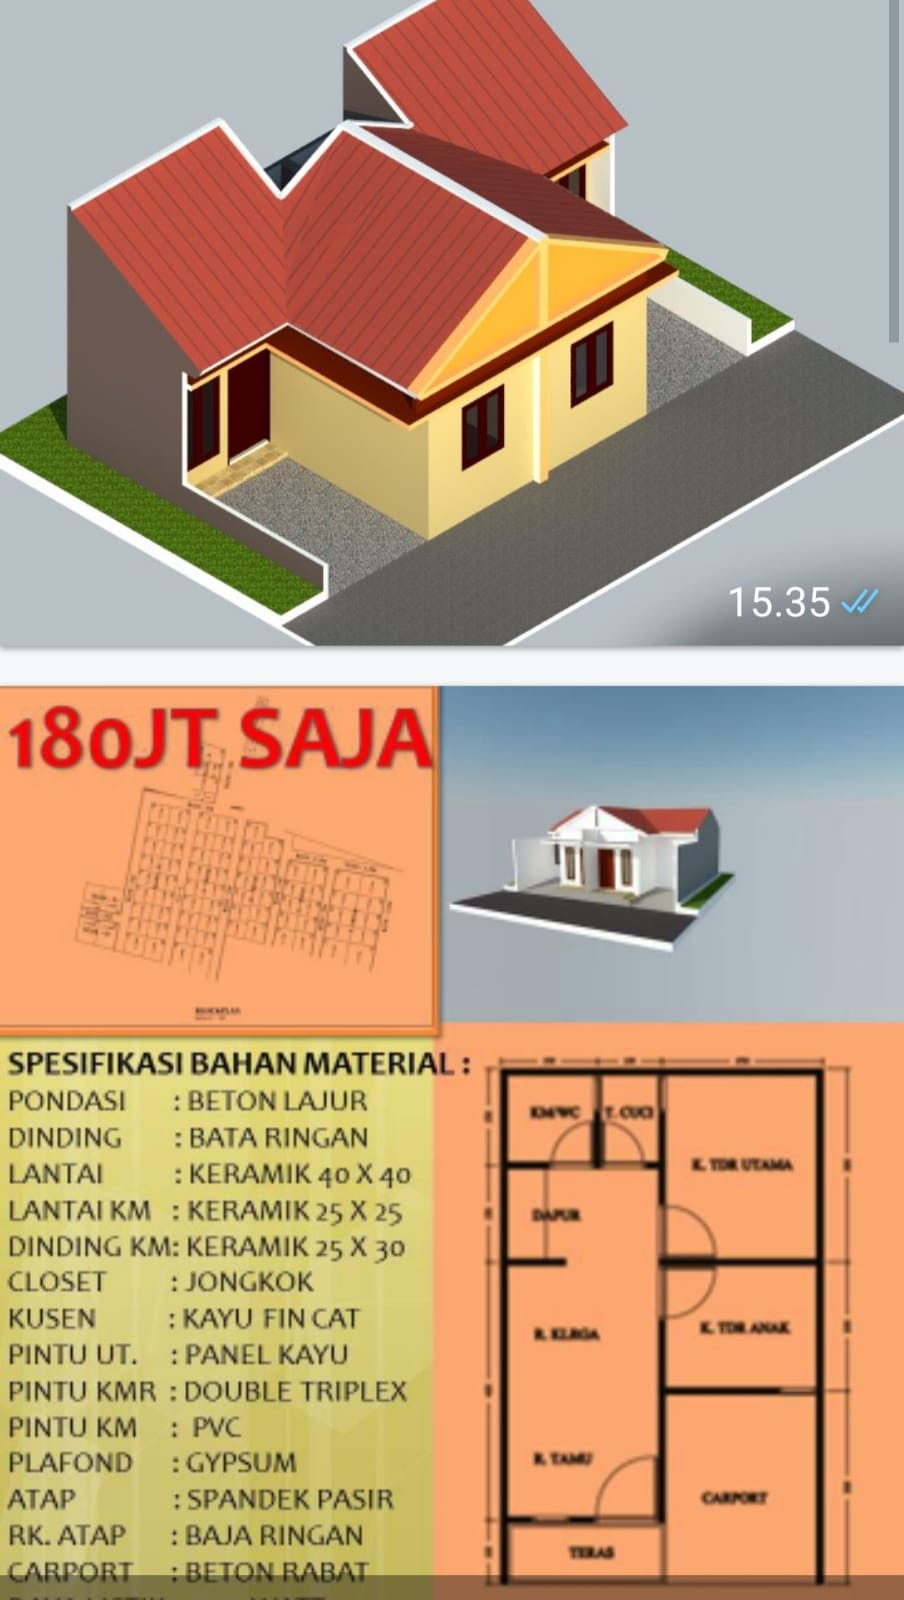 15.35
180JT SAJA
SPESIFIKASI BAHAN MATERIAL :
PONDASI : BETON LAJUR
DINDING : BATA RINGAN
LANTAI : KERAMIK 40 X 40
LANTAI KM : KERAMIK 25 X 25
DINDING KM: KERAMIK 25 X 30
CLOSET : JONGKOK
KUSEN : KAYU FIN CAT
PINTU UT. : PANEL KAYU
PINTU KMR : DOUBLE TRIPLEX
PINTU KM : PVC
PLAFOND : GYPSUM
ATAP : SPANDEK PASIR
RK. ATAP : BAJA RINGAN
CARPORT : BETON RABAT
KM/WC
T. CUCI
K. TDR UTAMA
DAPUR
R. KLRGA
K. TDR ANAK
R. TAMU
CARPORT
TERAS